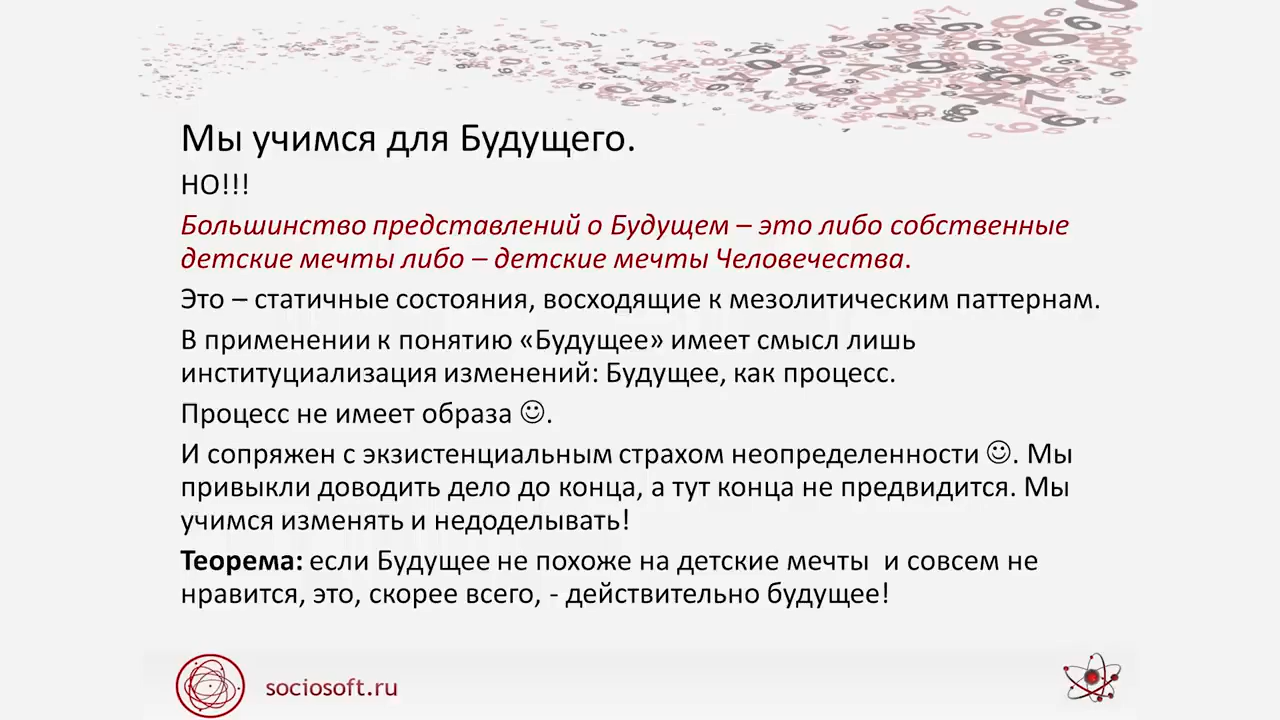 Мы учимся для Будущего.
НО!!!
Большинство представлений о Будущем – это либо собственные
детские мечты либо – детские мечты Человечества.
Это – статичные состояния, восходящие к мезолитическим паттернам.
В применении к понятию «Будущее» имеет смысл лишь
институциализация изменений: Будущее, как процесс.
Процесс не имеет образа ☺.
И сопряжен с экзистенциальным страхом неопределенности ☺. Мы
привыкли доводить дело до конца, а тут конца не предвидится. Мы
учимся изменять и недоделывать!
Теорема: если Будущее не похоже на детские мечты  и совсем не
нравится, это, скорее всего, - действительно будущее!
sociosoft.ru